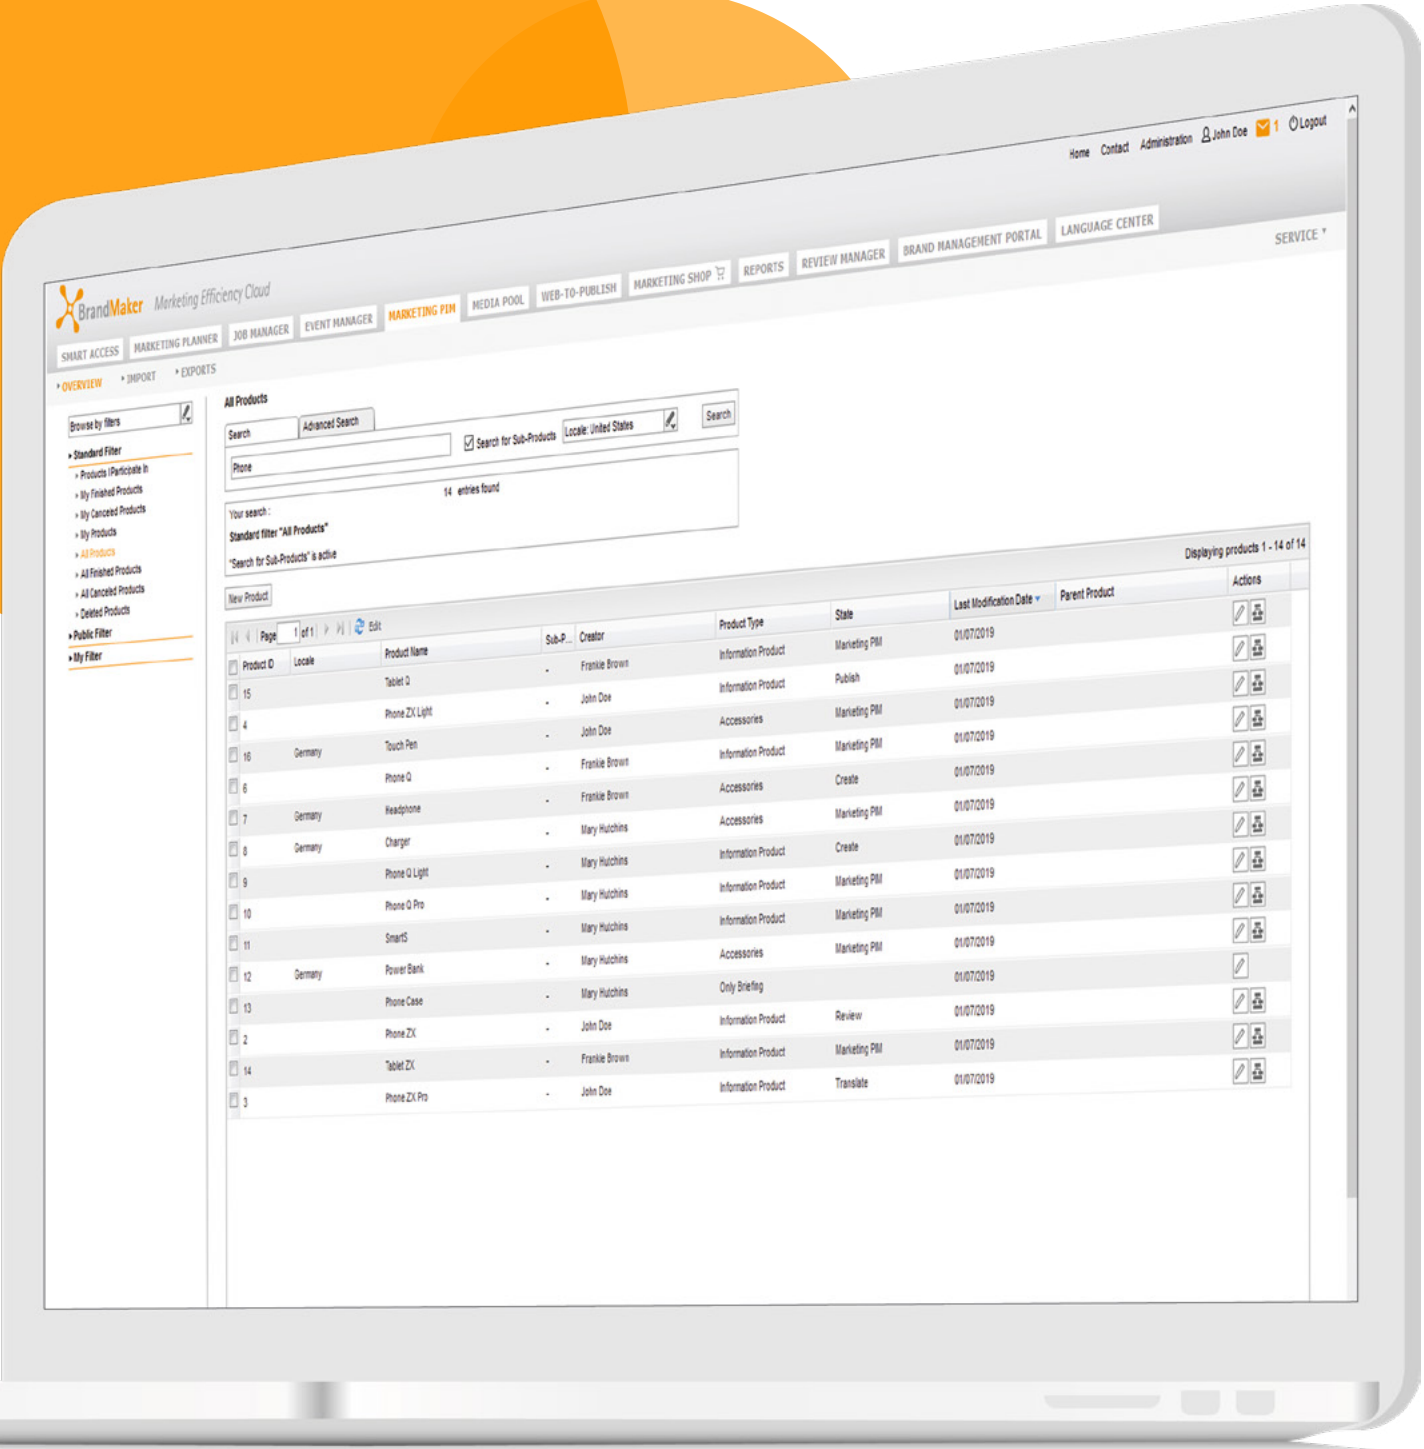 Home Contact Administration John Doe 1 Logout
BrandMaker Marketing Efficiency Cloud
SMART ACCESS MARKETING PLANNER JOB MANAGER EVENT MANAGER MARKETING PIM MEDIA POOL WEB-TO-PUBLISH MARKETING SHOP REPORTS REVIEW MANAGER BRAND MANAGEMENT PORTAL LANGUAGE CENTER
SERVICE
OVERVIEW IMPORT EXPORTS
Browse by filters
Standard Filter
Products I Participate In
My Finished Products
My Canceled Products
My Products
All Products
All Finished Products
All Canceled Products
Deleted Products
Public Filter
My Filter
All Products
Search Advanced Search
Phone Search for Sub-Products Locale: United States Search
14 entries found
Your search :
Standard filter "All Products"
"Search for Sub-Products" is active
New Product
Displaying products 1 - 14 of 14
Page 1 of 1 Edit
Product ID Locale Product Name Sub-P... Creator Product Type State Last Modification Date Parent Product Actions
15 Tablet Q - Frankie Brown Information Product Marketing PIM 01/07/2019
4 Phone ZX Light - John Doe Information Product Publish 01/07/2019
16 Germany Touch Pen - John Doe Accessories Marketing PIM 01/07/2019
6 Phone Q - Frankie Brown Information Product Marketing PIM 01/07/2019
7 Germany Headphone - Frankie Brown Accessories Create 01/07/2019
8 Germany Charger - Mary Hutchins Accessories Marketing PIM 01/07/2019
9 Phone Q Light - Mary Hutchins Information Product Create 01/07/2019
10 Phone Q Pro - Mary Hutchins Information Product Marketing PIM 01/07/2019
11 SmartS - Mary Hutchins Information Product Marketing PIM 01/07/2019
12 Germany Power Bank - Mary Hutchins Accessories Marketing PIM 01/07/2019
13 Phone Case - Mary Hutchins Only Briefing 01/07/2019
2 Phone ZX - John Doe Information Product Review 01/07/2019
14 Tablet ZX - Frankie Brown Information Product Marketing PIM 01/07/2019
3 Phone ZX Pro - John Doe Information Product Translate 01/07/2019